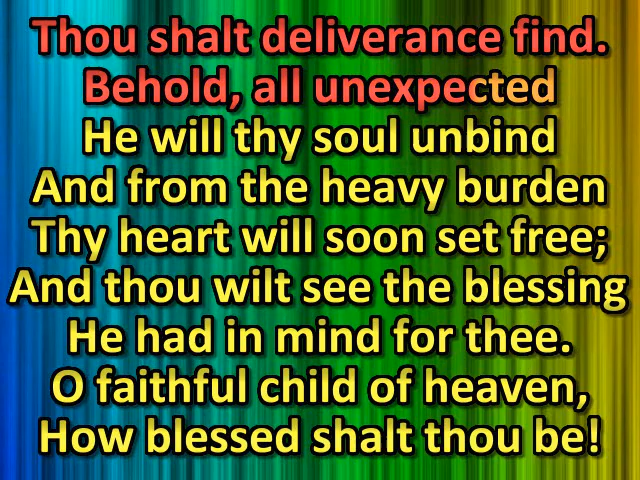 Thou shalt deliverance find.
Behold, all unexpected
He will thy soul unbind
And from the heavy burden
Thy heart will soon set free;
And thou wilt see the blessing
He had in mind for thee.
O faithful child of heaven,
How blessed shalt thou be!